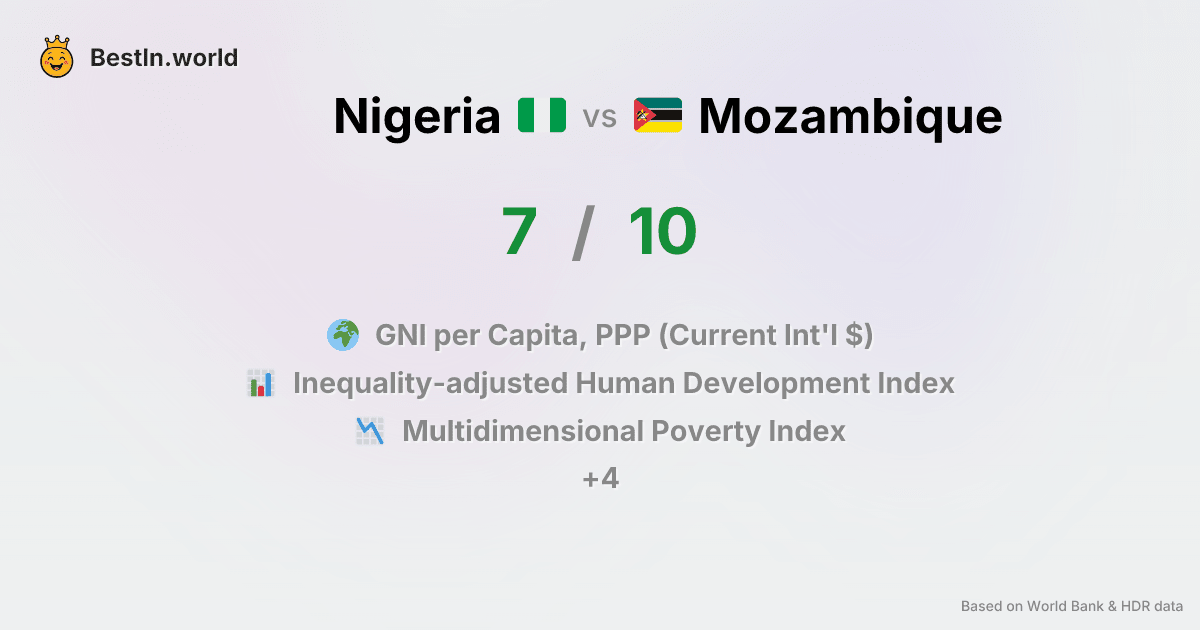 BestIn.world
Nigeria vs Mozambique
7 / 10
GNI per Capita, PPP (Current Int'l $)
Inequality-adjusted Human Development Index
Multidimensional Poverty Index
+4
Based on World Bank & HDR data